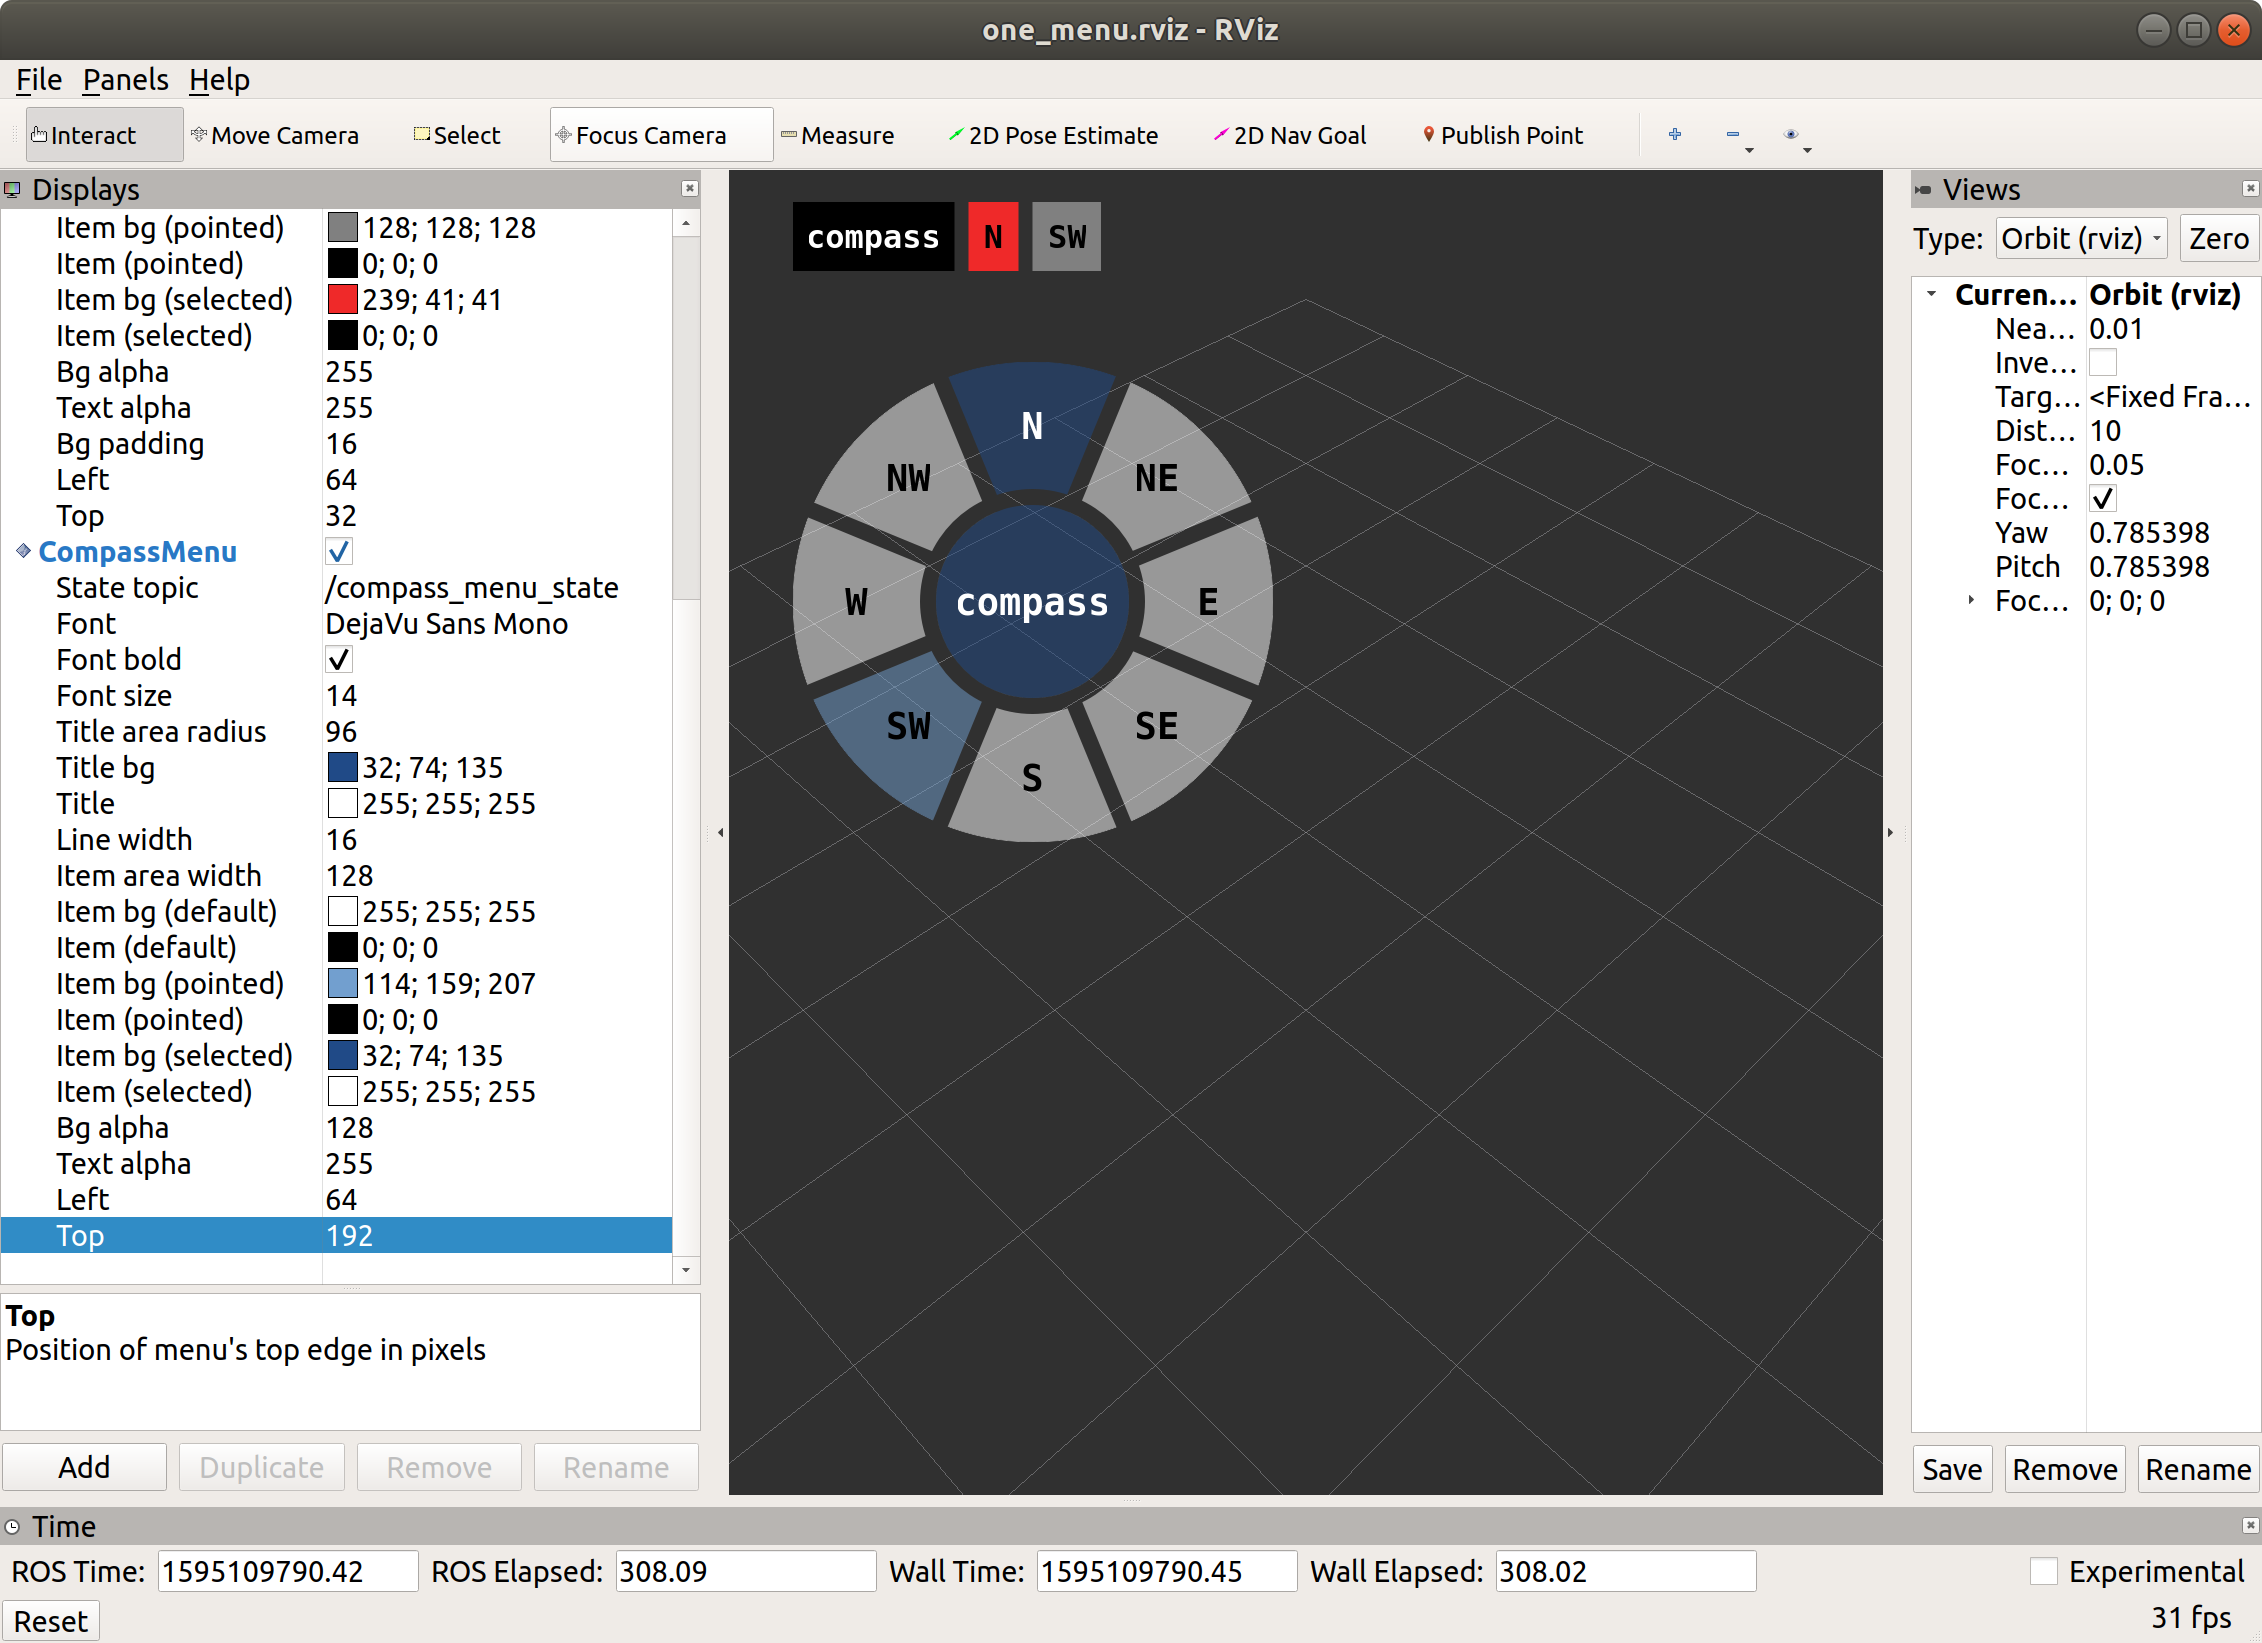 one_menu.rviz - RViz
File Panels Help
Interact Move Camera Select Focus Camera Measure 2D Pose Estimate 2D Nav Goal Publish Point
Displays
Item bg (pointed) 128; 128; 128
Item (pointed) 0; 0; 0
Item bg (selected) 239; 41; 41
Item (selected) 0; 0; 0
Bg alpha 255
Text alpha 255
Bg padding 16
Left 64
Top 32
CompassMenu
State topic /compass_menu_state
Font DejaVu Sans Mono
Font bold
Font size 14
Title area radius 96
Title bg 32; 74; 135
Title 255; 255; 255
Line width 16
Item area width 128
Item bg (default) 255; 255; 255
Item (default) 0; 0; 0
Item bg (pointed) 114; 159; 207
Item (pointed) 0; 0; 0
Item bg (selected) 32; 74; 135
Item (selected) 255; 255; 255
Bg alpha 128
Text alpha 255
Left 64
Top 192
Top
Position of menu's top edge in pixels
Add Duplicate Remove Rename
compass N SW
N
NW NE
W compass E
SW SE
S
Views
Type: Orbit (rviz) Zero
Curren... Orbit (rviz)
Nea... 0.01
Inve...
Targ... <Fixed Fra...
Dist... 10
Foc... 0.05
Foc...
Yaw 0.785398
Pitch 0.785398
Foc... 0; 0; 0
Save Remove Rename
Time
ROS Time: 1595109790.42 ROS Elapsed: 308.09 Wall Time: 1595109790.45 Wall Elapsed: 308.02 Experimental
Reset 31 fps